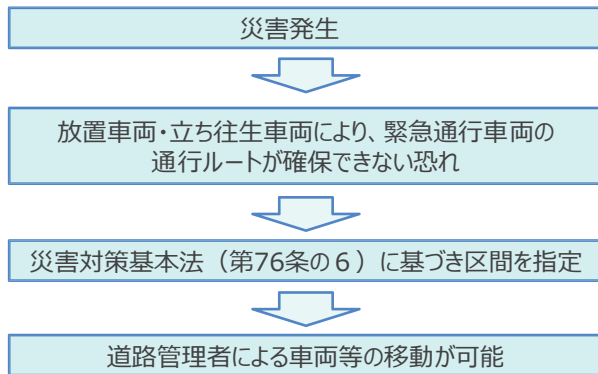 災害発生
放置車両・立ち往生車両により、緊急通行車両の
通行ルートが確保できない恐れ
災害対策基本法（第76条の６）に基づき区間を指定
道路管理者による車両等の移動が可能